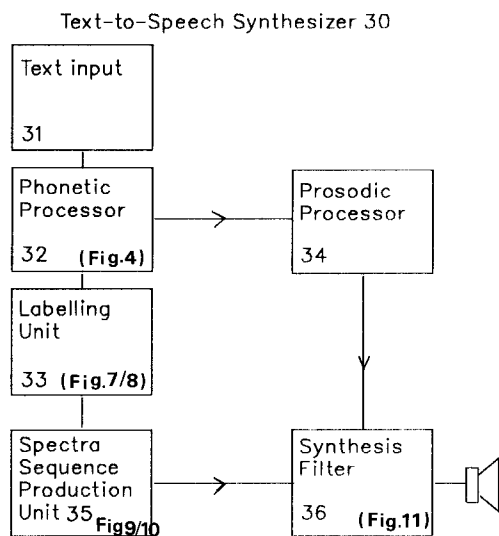 Text-to-Speech Synthesizer 30
Text input
31
Phonetic
Processor
32 (Fig.4)
Prosodic
Processor
34
Labelling
Unit
33 (Fig.7/8)
Spectra
Sequence
Production
Unit 35 Fig9/10
Synthesis
Filter
36 (Fig.11)